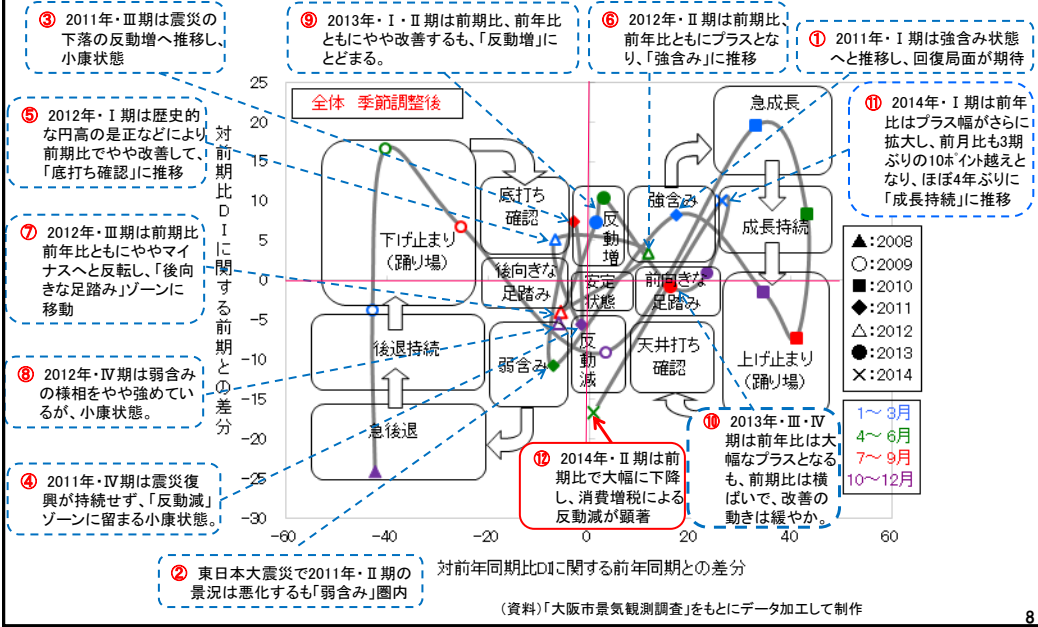 ③ 2011年・Ⅲ期は震災の
下落の反動増へ推移し、
小康状態
⑨ 2013年・Ⅰ・Ⅱ期は前期比、前年比
ともにやや改善するも、「反動増」に
とどまる。
⑥ 2012年・Ⅱ期は前期比、
前年比ともにプラスとな
り、「強含み」に推移
① 2011年・Ⅰ期は強含み状態
へと推移し、回復局面が期待
⑤ 2012年・Ⅰ期は歴史的
な円高の是正などにより
前期比でやや改善して、
「底打ち確認」に推移
⑪ 2014年・Ⅰ期は前年
比はプラス幅がさらに
拡大し、前月比も3期
ぶりの10ポイント越えと
なり、ほぼ4年ぶりに
「成長持続」に推移
⑦ 2012年・Ⅲ期は前期比
前年比ともにややマイ
ナスへと反転し、「後向
きな足踏み」ゾーンに
移動
⑧ 2012年・Ⅳ期は弱含み
の様相をやや強めてい
るが、小康状態。
④ 2011年・Ⅳ期は震災復
興が持続せず、「反動減」
ゾーンに留まる小康状態。
② 東日本大震災で2011年・Ⅱ期の
景況は悪化するも「弱含み」圏内
⑫ 2014年・Ⅱ期は前
期比で大幅に下降
し、消費増税による
反動減が顕著
⑩ 2013年・Ⅲ・Ⅳ
期は前年比は大
幅なプラスとなる
も、前期比は横
ばいで、改善の
動きは緩やか。
全体 季節調整後
対前期比DIに関する前期との差分
25
20
15
10
5
0
−5
−10
−15
−20
−25
−30
急成長
底打ち
確認
反動増
強含み
成長持続
下げ止まり
(踊り場)
後向きな
足踏み
安定
状態
前向きな
足踏み
後退持続
弱含み
反動減
天井打ち
確認
上げ止まり
(踊り場)
急後退
▲:2008
○:2009
■:2010
◆:2011
△:2012
●:2013
×:2014
1〜 3月
4〜 6月
7〜 9月
10〜12月
−60
−40
−20
0
20
40
60
対前年同期比DIに関する前年同期との差分
(資料)「大阪市景気観測調査」をもとにデータ加工して制作
8